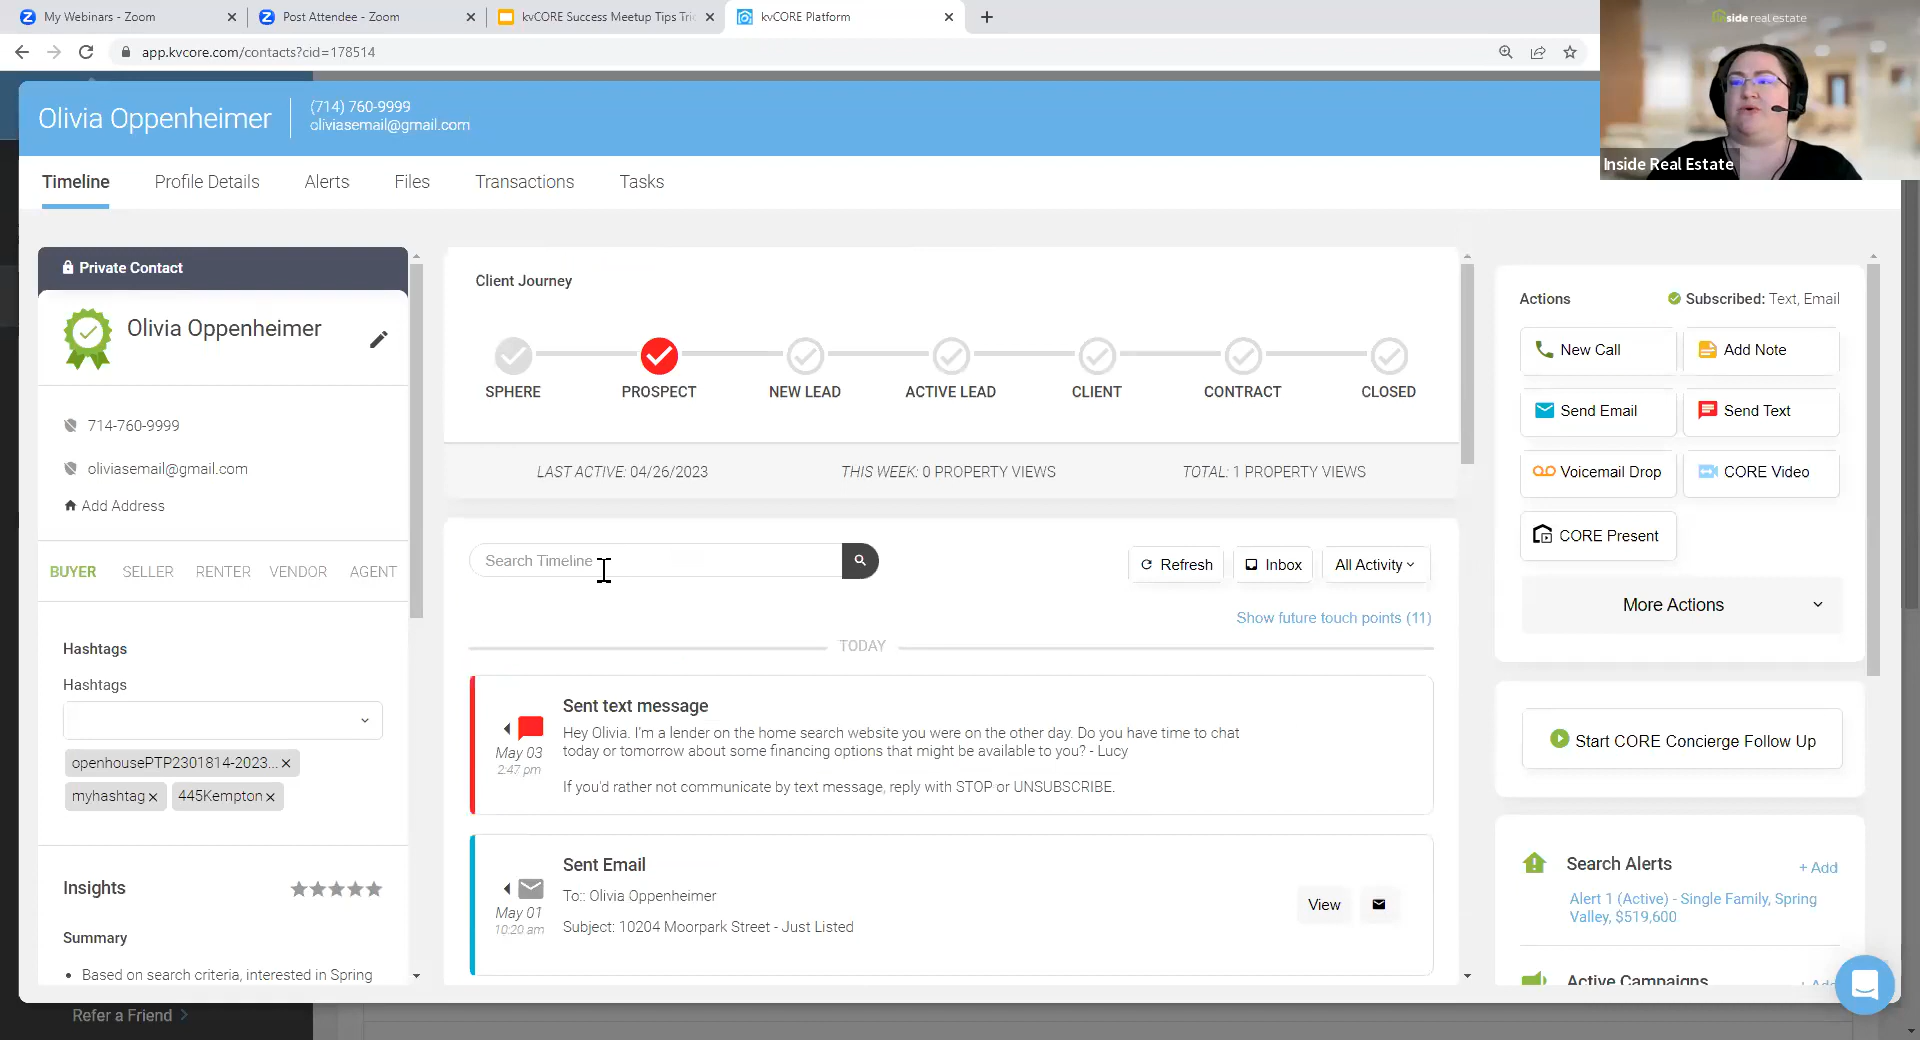 My Webinars - Zoom
Post Attendee - Zoom
kvCORE Success Meetup Tips Tric
kvCORE Platform
app.kvcore.com/contacts?cid=178514
inside real estate
Inside Real Estate
Olivia Oppenheimer
(714) 760-9999
oliviasemail@gmail.com
Timeline
Profile Details
Alerts
Files
Transactions
Tasks
Private Contact
Olivia Oppenheimer
714-760-9999
oliviasemail@gmail.com
Add Address
BUYER
SELLER
RENTER
VENDOR
AGENT
Hashtags
Hashtags
openhousePTP2301814-2023...
myhashtag
445Kempton
Insights
Summary
• Based on search criteria, interested in Spring
Refer a Friend
Client Journey
SPHERE
PROSPECT
NEW LEAD
ACTIVE LEAD
CLIENT
CONTRACT
CLOSED
LAST ACTIVE: 04/26/2023
THIS WEEK: 0 PROPERTY VIEWS
TOTAL: 1 PROPERTY VIEWS
Search Timeline
Refresh
Inbox
All Activity
Show future touch points (11)
TODAY
Sent text message
May 03
2:47 pm
Hey Olivia. I'm a lender on the home search website you were on the other day. Do you have time to chat
today or tomorrow about some financing options that might be available to you? - Lucy
If you'd rather not communicate by text message, reply with STOP or UNSUBSCRIBE.
Sent Email
May 01
10:20 am
To:: Olivia Oppenheimer
Subject: 10204 Moorpark Street - Just Listed
View
Actions
Subscribed: Text, Email
New Call
Add Note
Send Email
Send Text
Voicemail Drop
CORE Video
CORE Present
More Actions
Start CORE Concierge Follow Up
Search Alerts
+ Add
Alert 1 (Active) - Single Family, Spring
Valley, $519,600
Active Campaigns
+ Add